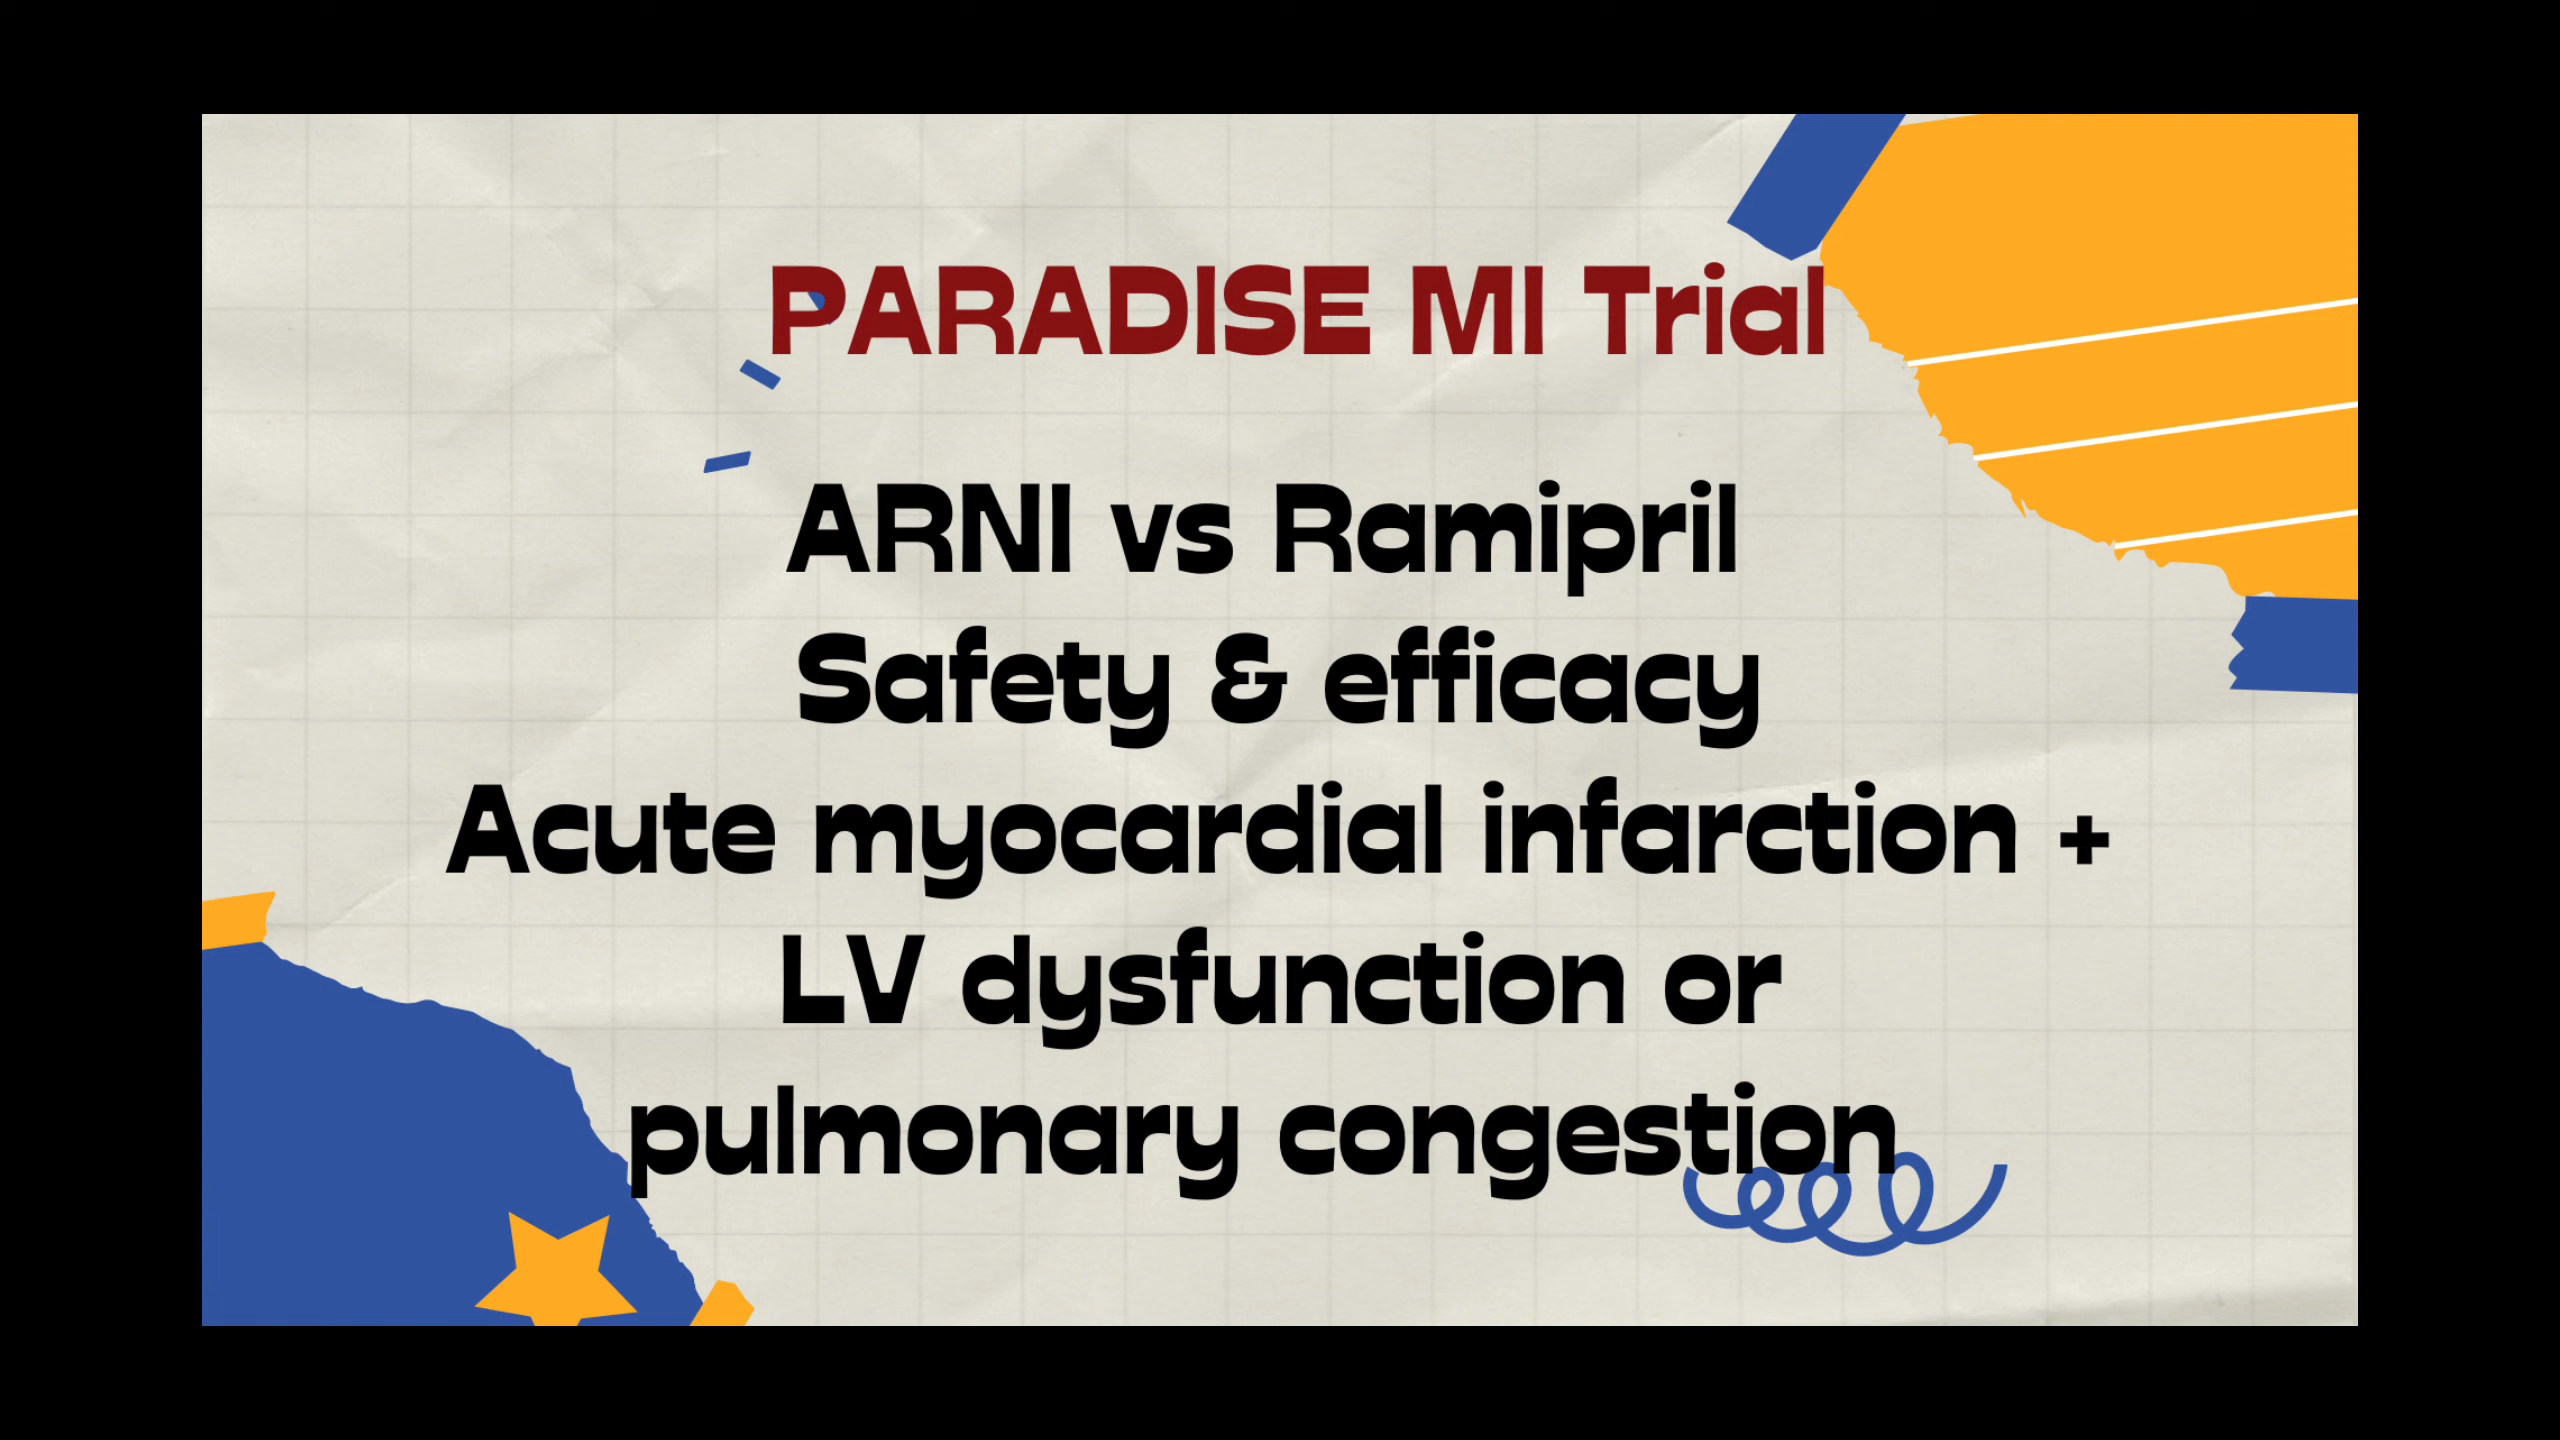 PARADISE MI Trial
ARNI vs Ramipril
Safety & efficacy
Acute myocardial infarction +
LV dysfunction or
pulmonary congestion